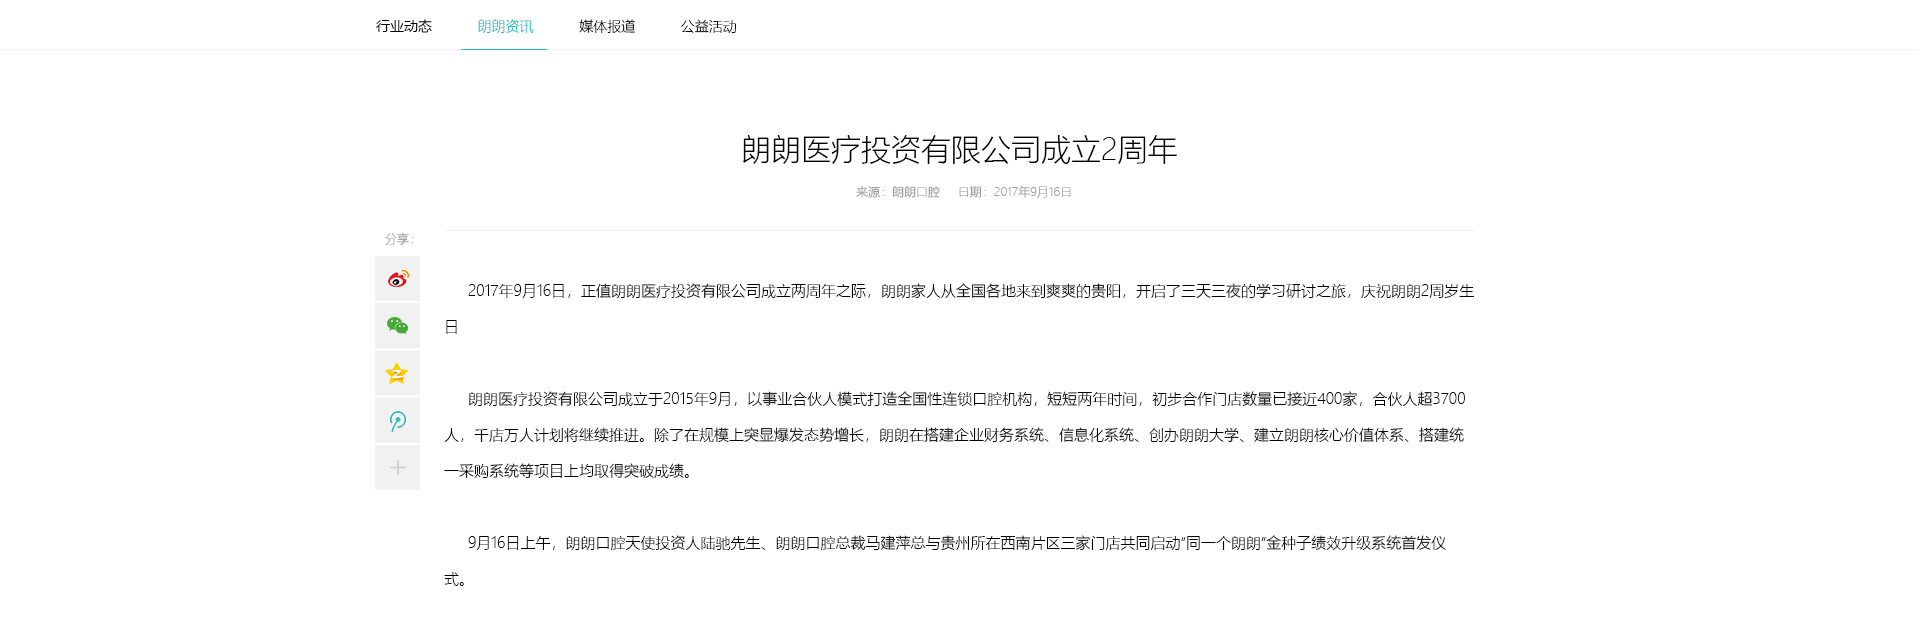 行业动态 朗朗资讯 媒体报道 公益活动
朗朗医疗投资有限公司成立2周年
来源：朗朗口腔 日期：2017年9月16日
分享：
2017年9月16日，正值朗朗医疗投资有限公司成立两周年之际，朗朗家人从全国各地来到爽爽的贵阳，开启了三天三夜的学习研讨之旅，庆祝朗朗2周岁生
日
朗朗医疗投资有限公司成立于2015年9月，以事业合伙人模式打造全国性连锁口腔机构，短短两年时间，初步合作门店数量已接近400家，合伙人超3700
人，千店万人计划将继续推进。除了在规模上突显爆发态势增长，朗朗在搭建企业财务系统、信息化系统、创办朗朗大学、建立朗朗核心价值体系、搭建统
一采购系统等项目上均取得突破成绩。
9月16日上午，朗朗口腔天使投资人陆驰先生、朗朗口腔总裁马建萍总与贵州所在西南片区三家门店共同启动“同一个朗朗”金种子绩效升级系统首发仪
式。